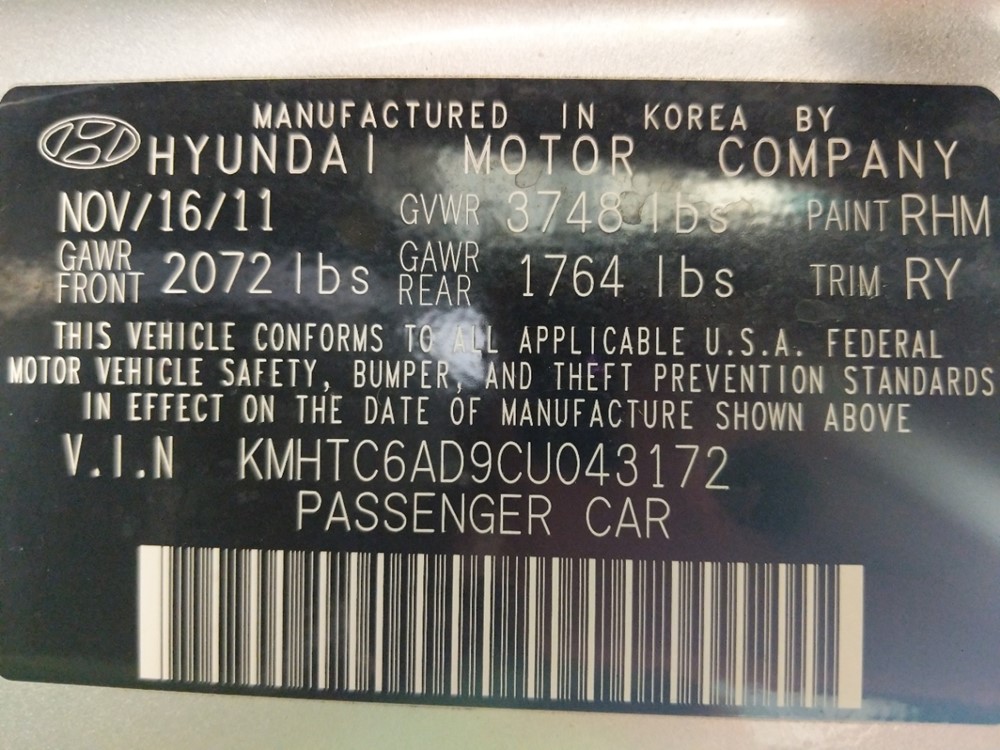 MANUFACTURED IN KOREA BY
HYUNDAI MOTOR COMPANY
NOV/16/11 GVWR 3748 lbs PAINT RHM
GAWR FRONT 2072 lbs GAWR REAR 1764 lbs TRIM RY
THIS VEHICLE CONFORMS TO ALL APPLICABLE U.S.A. FEDERAL
MOTOR VEHICLE SAFETY, BUMPER, AND THEFT PREVENTION STANDARDS
IN EFFECT ON THE DATE OF MANUFACTURE SHOWN ABOVE
V.I.N KMHTC6AD9CU043172
PASSENGER CAR